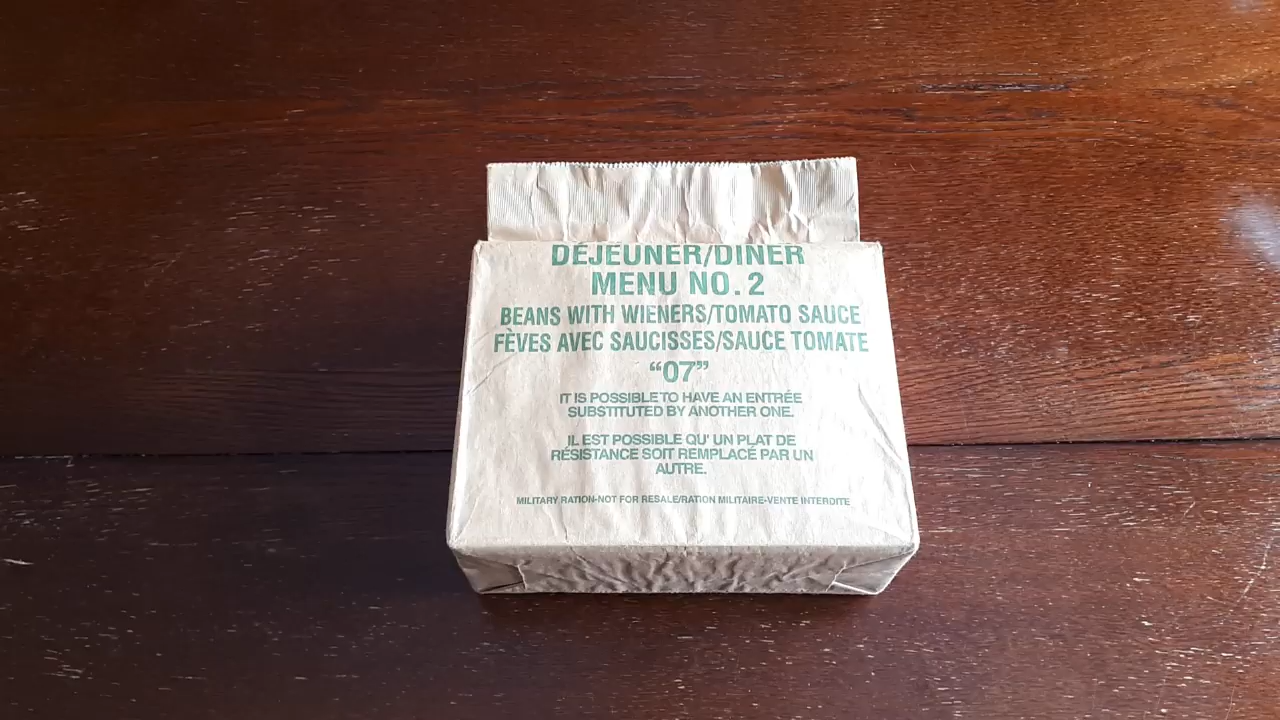 DÉJEUNER/DINER
MENU NO. 2
BEANS WITH WIENERS/TOMATO SAUCE
FÈVES AVEC SAUCISSES/SAUCE TOMATE
“07”
IT IS POSSIBLE TO HAVE AN ENTRÉE
SUBSTITUTED BY ANOTHER ONE.
IL EST POSSIBLE QU' UN PLAT DE
RÉSISTANCE SOIT REMPLACÉ PAR UN
AUTRE.
MILITARY RATION-NOT FOR RESALE/RATION MILITAIRE-VENTE INTERDITE